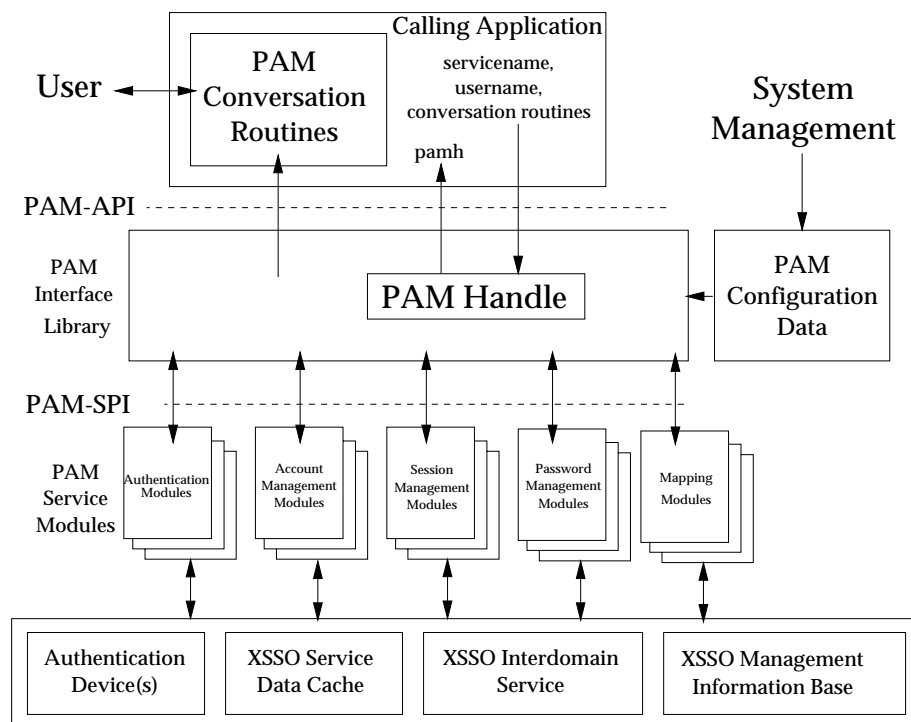 Calling Application
PAM
Conversation
Routines
servicename,
username,
conversation routines
pamh
User
System
Management
PAM-API
PAM
Interface
Library
PAM Handle
PAM
Configuration
Data
PAM-SPI
PAM
Service
Modules
Authentication
Modules
Account
Management
Modules
Session
Management
Modules
Password
Management
Modules
Mapping
Modules
Authentication
Device(s)
XSSO Service
Data Cache
XSSO Interdomain
Service
XSSO Management
Information Base